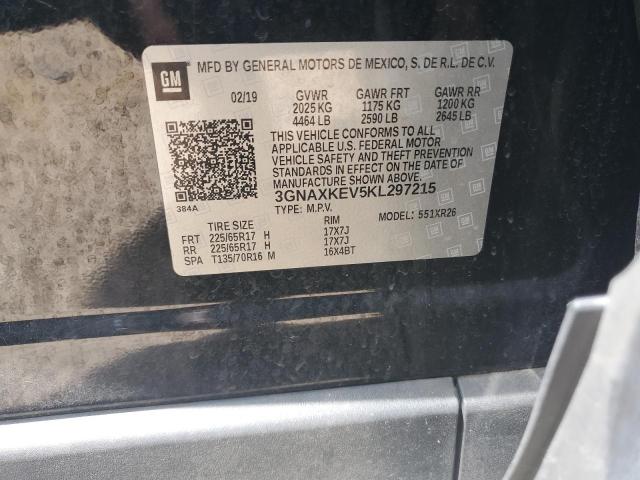 GM
MFD BY GENERAL MOTORS DE MEXICO, S. DE R.L. DE C.V.
02/19 GVWR GAWR FRT GAWR RR
2025 KG 1175 KG 1200 KG
4464 LB 2590 LB 2645 LB
THIS VEHICLE CONFORMS TO ALL
APPLICABLE U.S. FEDERAL MOTOR
VEHICLE SAFETY AND THEFT PREVENTION
STANDARDS IN EFFECT ON THE DATE OF
MANUFACTURE SHOWN ABOVE.
384A
3GNAXKEV5KL297215
TYPE: M.P.V. MODEL: 551XR26
TIRE SIZE RIM
FRT 225/65R17 H 17X7J
RR 225/65R17 H 17X7J
SPA T135/70R16 M 16X4BT